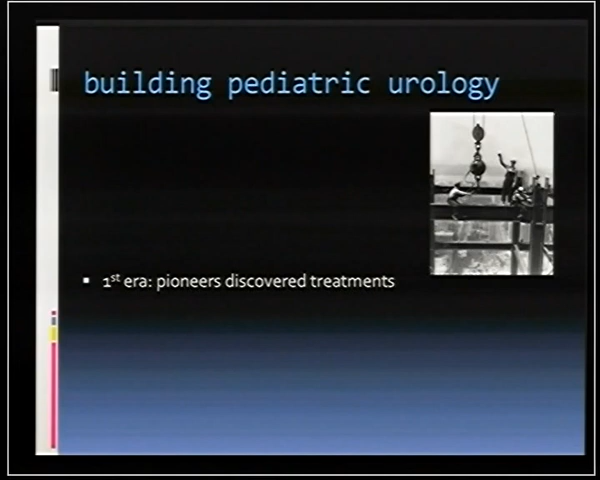 building pediatric urology
1st era: pioneers discovered treatments